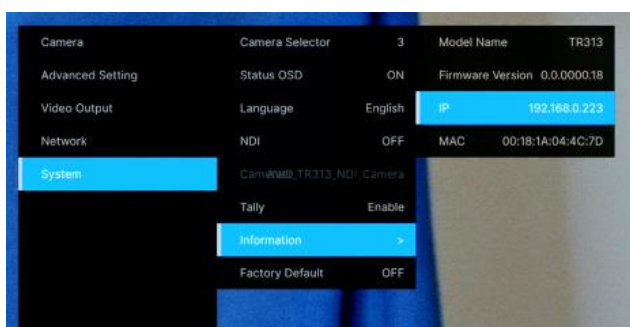 Camera
Advanced Setting
Video Output
Network
System
Camera Selector 3
Status OSD ON
Language English
NDI OFF
TR313_NDI_Camera
Tally Enable
Information >
Factory Default OFF
Model Name TR313
Firmware Version 0.0.0000.18
IP 192.168.0.223
MAC 00:18:1A:04:4C:7D